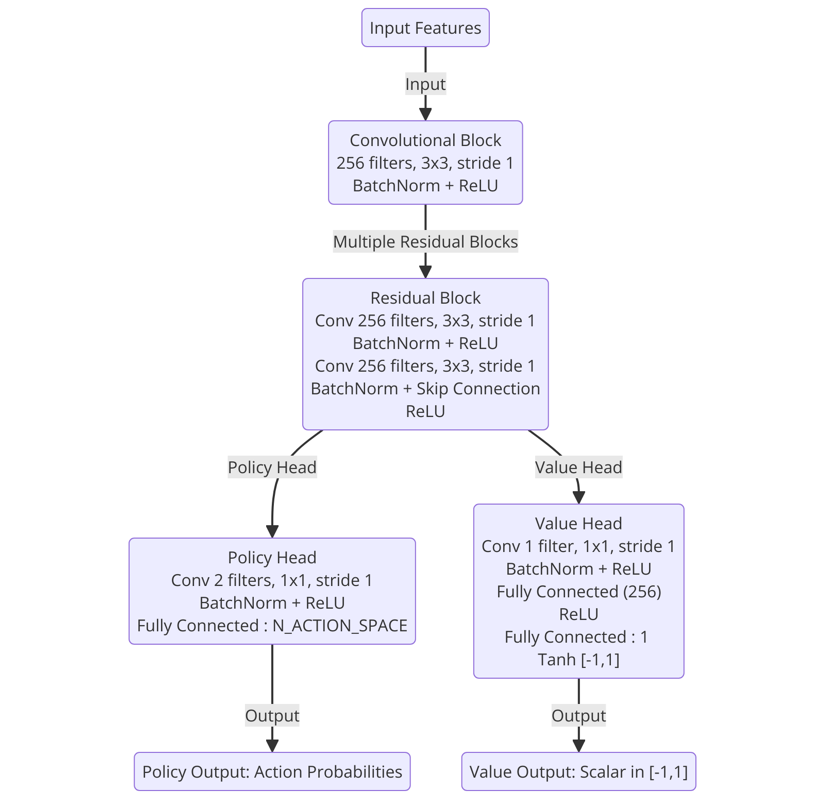 Input Features
Input
Convolutional Block
256 filters, 3x3, stride 1
BatchNorm + ReLU
Multiple Residual Blocks
Residual Block
Conv 256 filters, 3x3, stride 1
BatchNorm + ReLU
Conv 256 filters, 3x3, stride 1
BatchNorm + Skip Connection
ReLU
Policy Head
Value Head
Policy Head
Conv 2 filters, 1x1, stride 1
BatchNorm + ReLU
Fully Connected : N_ACTION_SPACE
Value Head
Conv 1 filter, 1x1, stride 1
BatchNorm + ReLU
Fully Connected (256)
ReLU
Fully Connected : 1
Tanh [-1,1]
Output
Output
Policy Output: Action Probabilities
Value Output: Scalar in [-1,1]